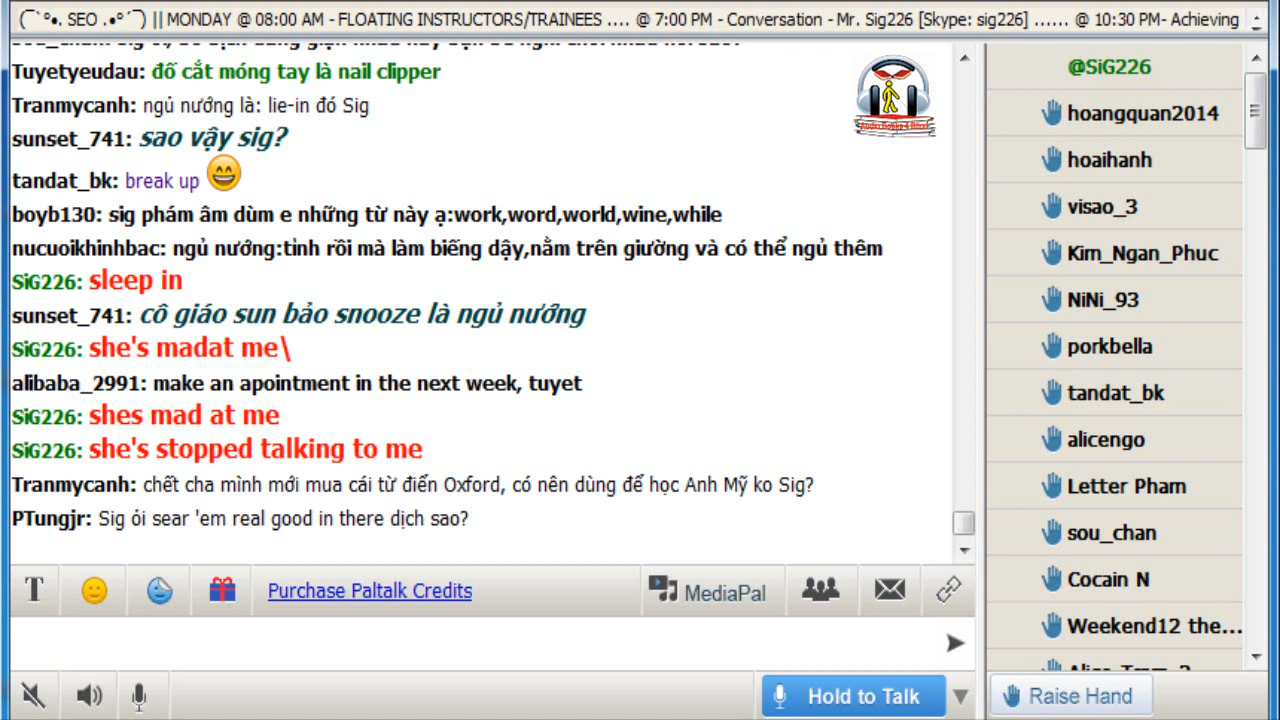 (¯`°•. SEO .•°´¯) || MONDAY @ 08:00 AM - FLOATING INSTRUCTORS/TRAINEES .... @ 7:00 PM - Conversation - Mr. Sig226 [Skype: sig226] ...... @ 10:30 PM- Achieving
Tuyetyeudau: đố cắt móng tay là nail clipper
Tranmycanh: ngủ nướng là: lie-in đó Sig
sunset_741: sao vậy sig?
tandat_bk: break up
boyb130: sig phám âm dùm e những từ này ạ:work,word,world,wine,while
nucuoikhinhbac: ngủ nướng:tỉnh rồi mà làm biếng dậy,nằm trên giường và có thể ngủ thêm
SiG226: sleep in
sunset_741: cô giáo sun bảo snooze là ngủ nướng
SiG226: she's madat me\
alibaba_2991: make an apointment in the next week, tuyet
SiG226: shes mad at me
SiG226: she's stopped talking to me
Tranmycanh: chết cha mình mới mua cái từ điển Oxford, có nên dùng để học Anh Mỹ ko Sig?
PTungjr: Sig ói sear 'em real good in there dịch sao?
T
Purchase Paltalk Credits
MediaPal
Hold to Talk
@SiG226
hoangquan2014
hoaihanh
visao_3
Kim_Ngan_Phuc
NiNi_93
porkbella
tandat_bk
alicengo
Letter Pham
sou_chan
Cocain N
Weekend12 the...
Raise Hand